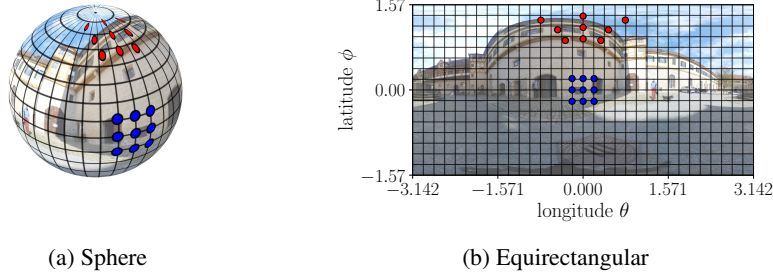 1.57
latitude ϕ
0.00
−1.57
−3.142 −1.571 0.000 1.571 3.142
longitude θ
(a) Sphere
(b) Equirectangular